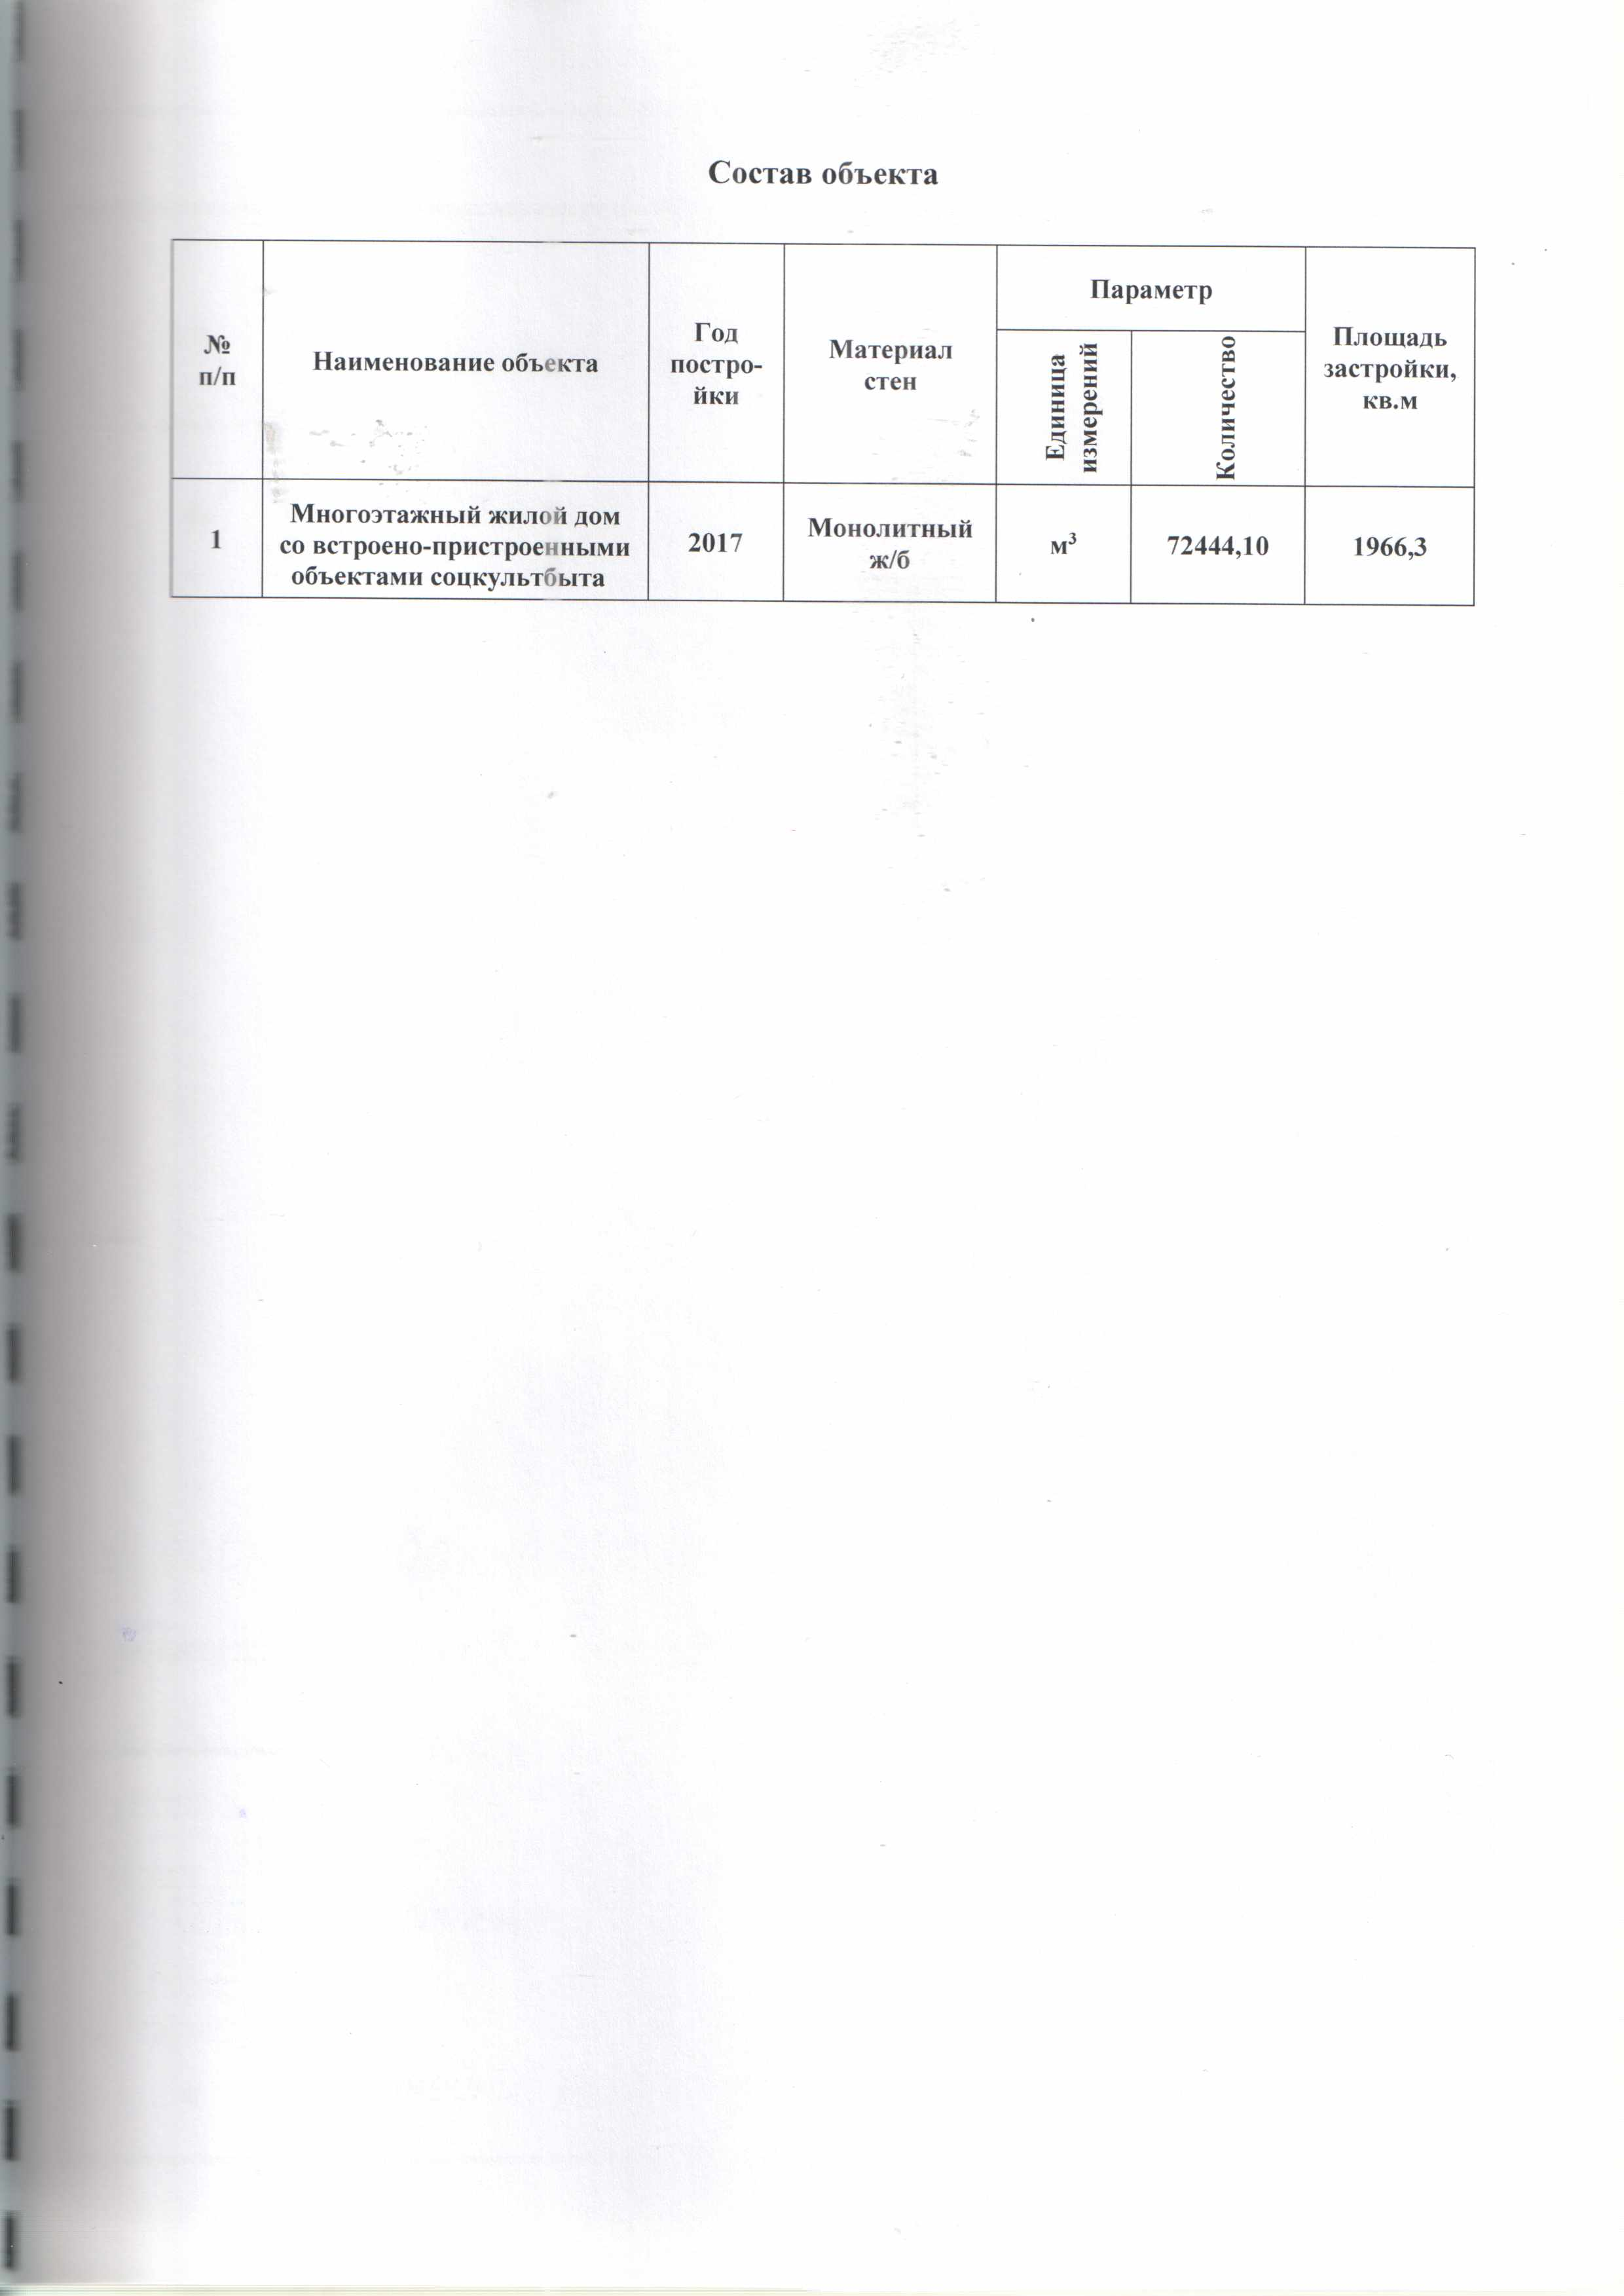 Состав объекта
№
п/п
Наименование объекта
Год
постро-
йки
Материал
стен
Параметр
Единица
измерений
Количество
Площадь
застройки,
кв.м
1
Многоэтажный жилой дом
со встроено-пристроенными
объектами соцкультбыта
2017
Монолитный
ж/б
м³
72444,10
1966,3